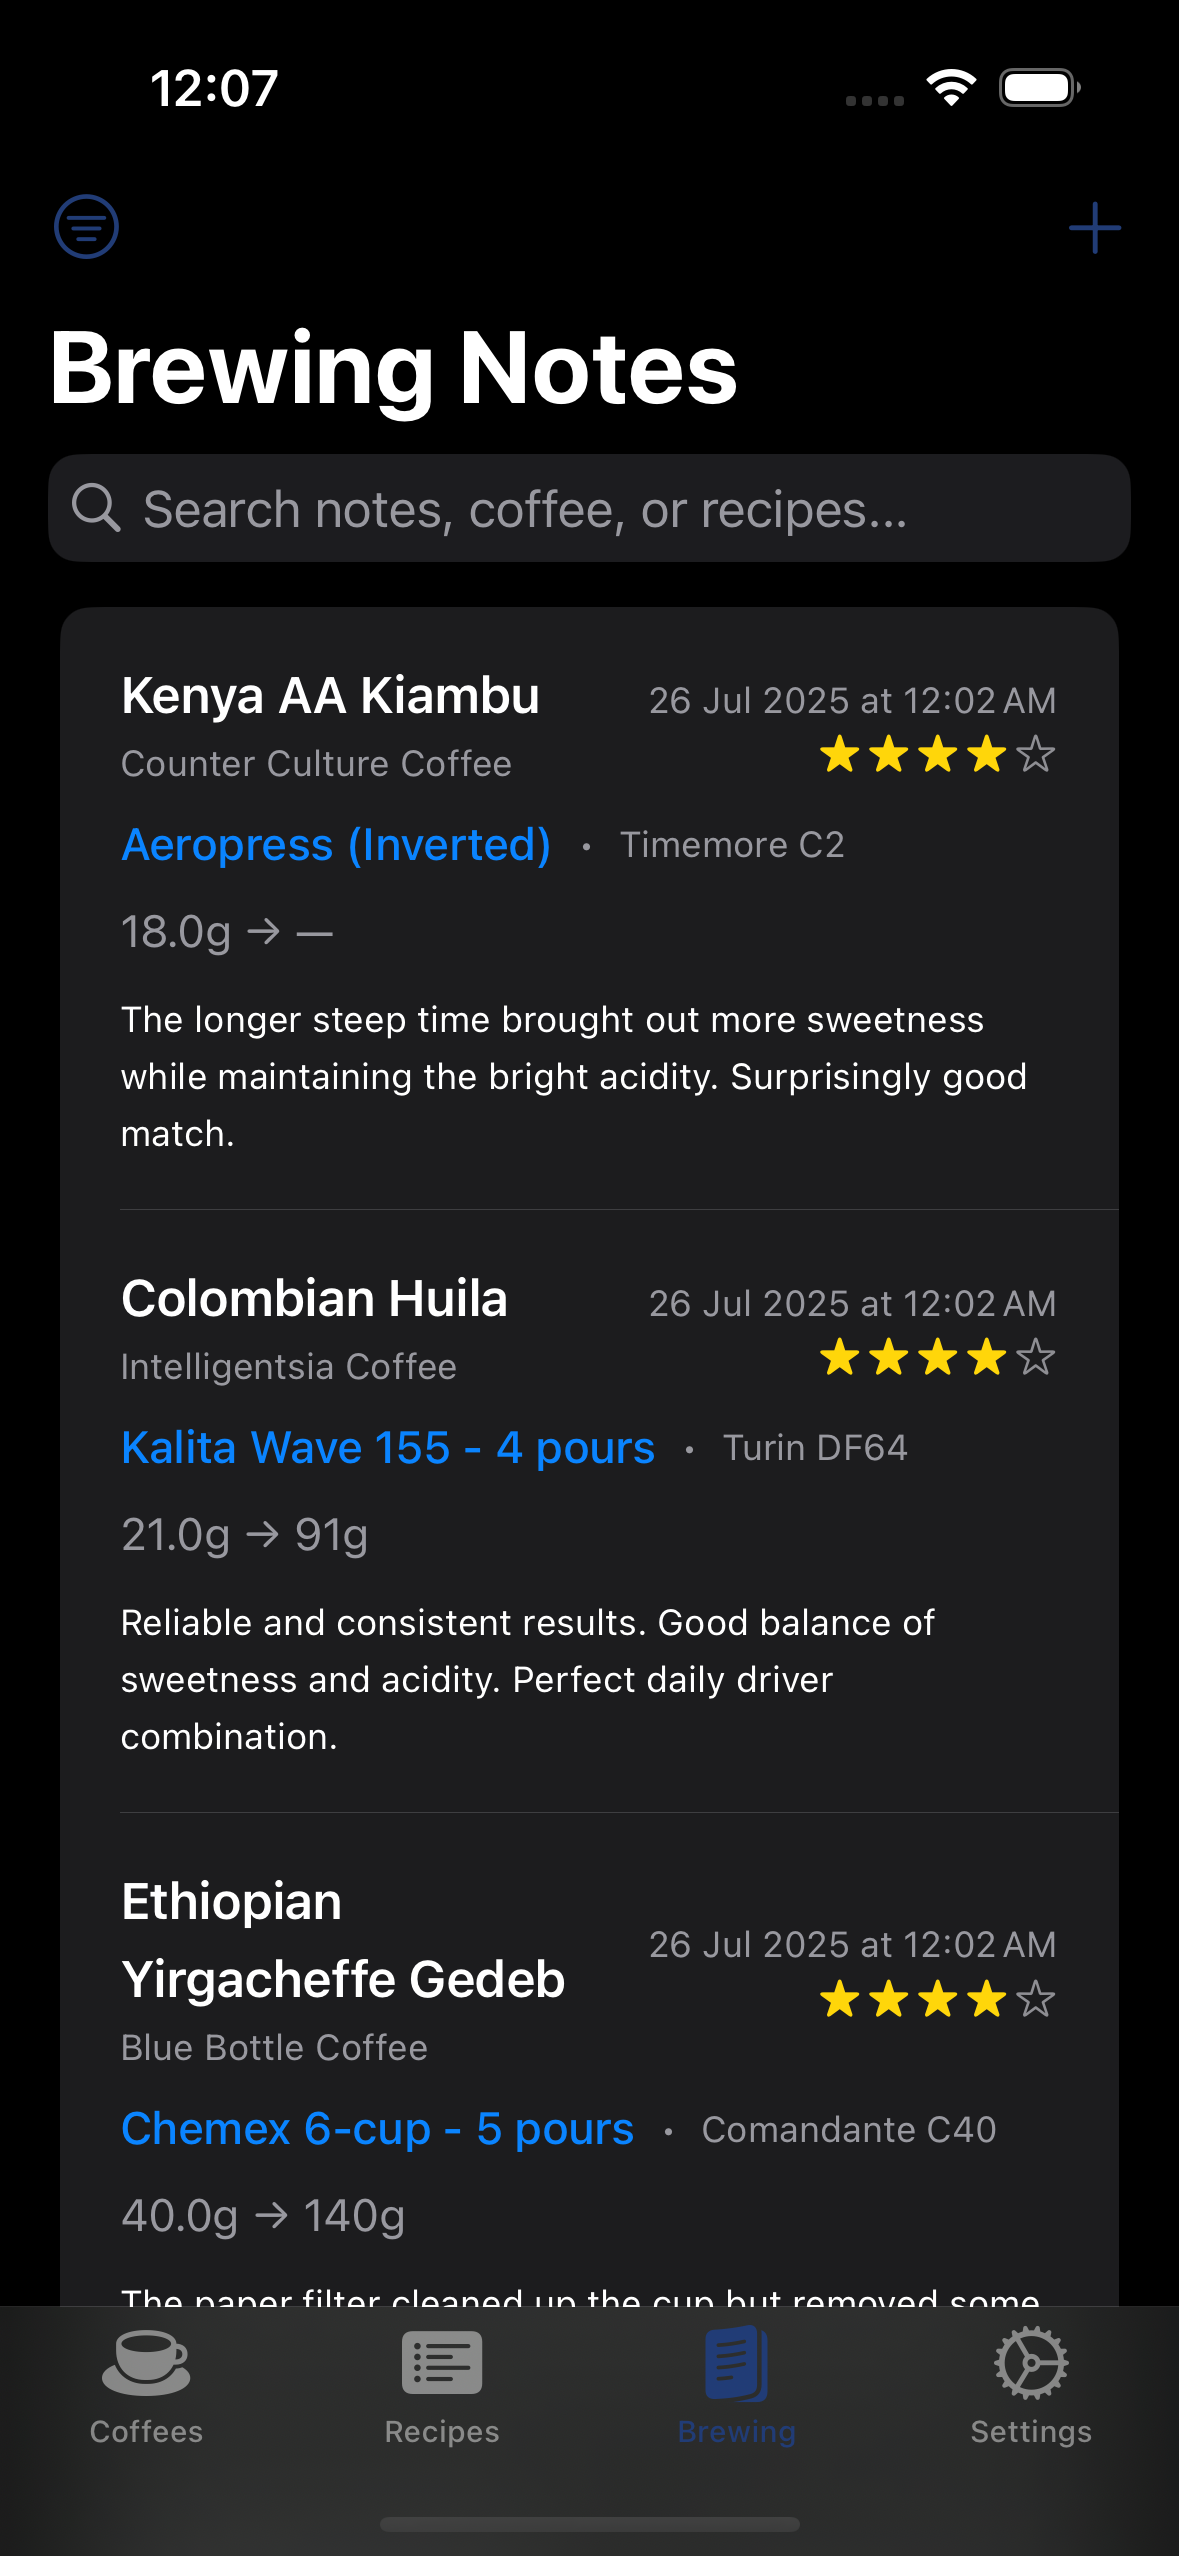 12:07
Brewing Notes
Search notes, coffee, or recipes...
Kenya AA Kiambu
26 Jul 2025 at 12:02 AM
Counter Culture Coffee
Aeropress (Inverted) • Timemore C2
18.0g → —
The longer steep time brought out more sweetness
while maintaining the bright acidity. Surprisingly good
match.
Colombian Huila
26 Jul 2025 at 12:02 AM
Intelligentsia Coffee
Kalita Wave 155 - 4 pours • Turin DF64
21.0g → 91g
Reliable and consistent results. Good balance of
sweetness and acidity. Perfect daily driver
combination.
Ethiopian
Yirgacheffe Gedeb
26 Jul 2025 at 12:02 AM
Blue Bottle Coffee
Chemex 6-cup - 5 pours • Comandante C40
40.0g → 140g
The paper filter cleaned up the cup but removed some
Coffees
Recipes
Brewing
Settings